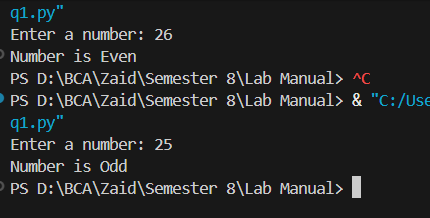 q1.py"
Enter a number: 26
Number is Even
PS D:\BCA\Zaid\Semester 8\Lab Manual> ^C
PS D:\BCA\Zaid\Semester 8\Lab Manual> & "C:/Use
q1.py"
Enter a number: 25
Number is Odd
PS D:\BCA\Zaid\Semester 8\Lab Manual>